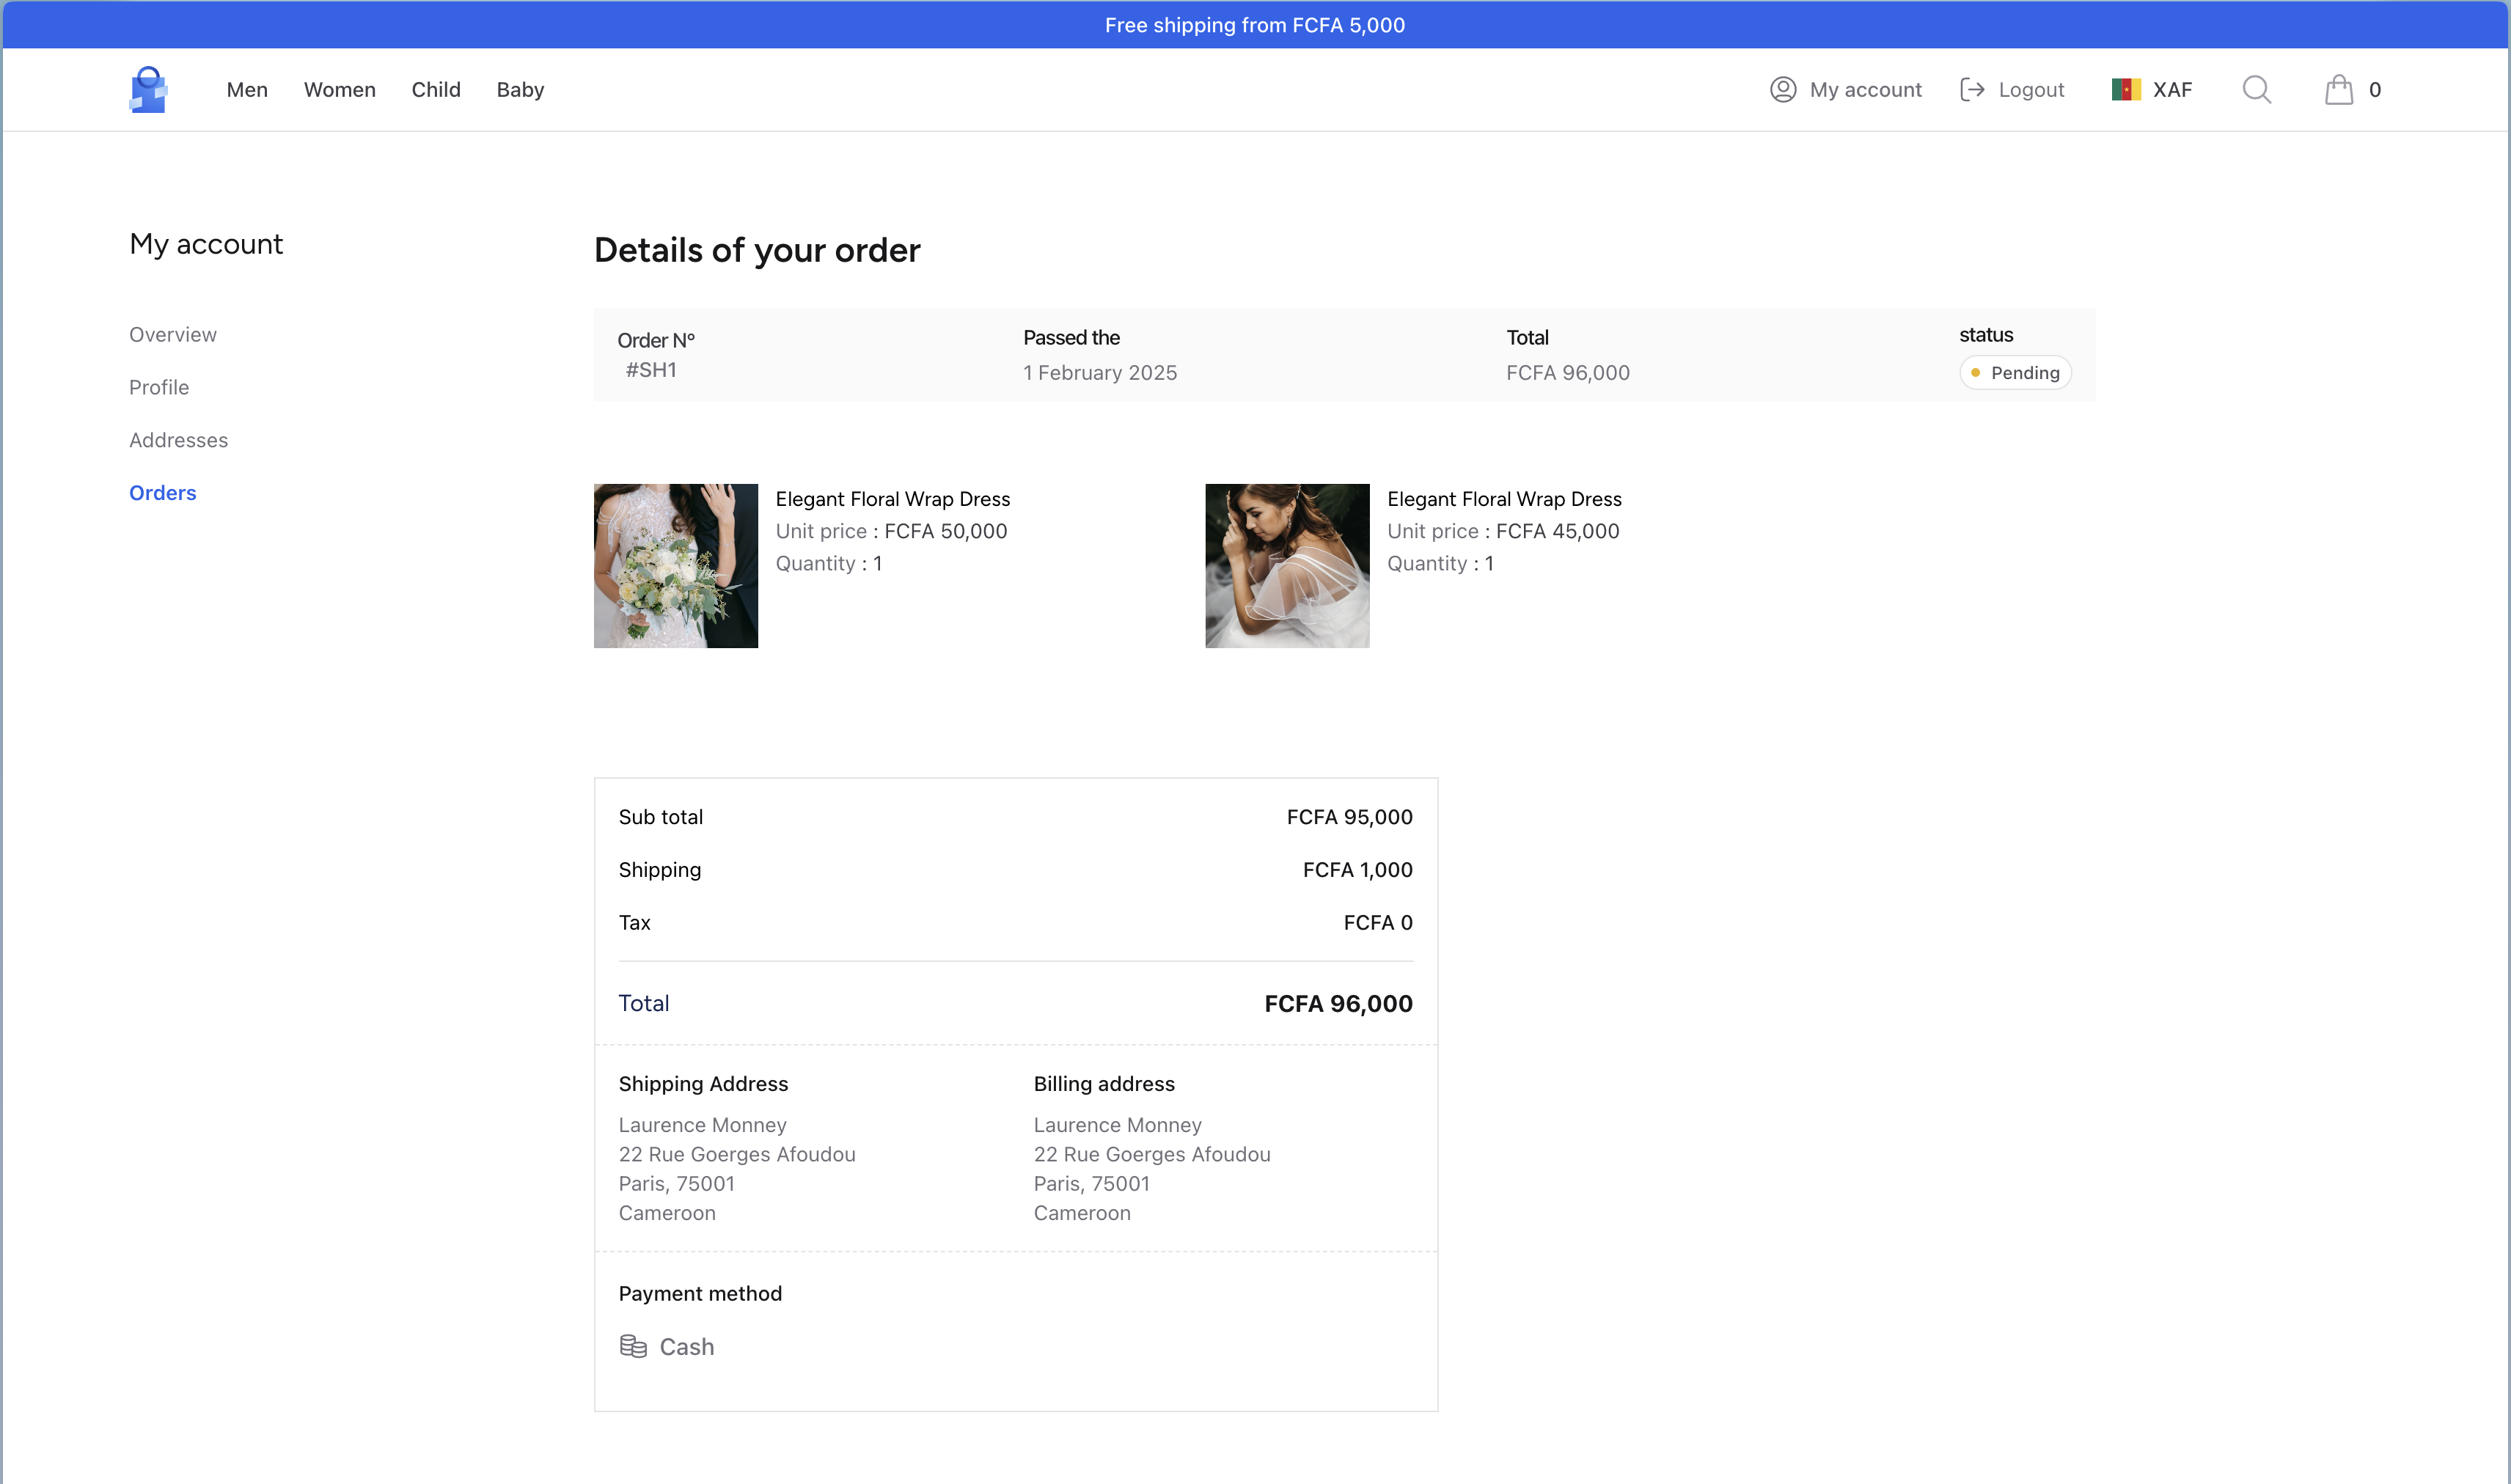 Free shipping from FCFA 5,000
Men Women Child Baby My account Logout XAF 0
My account
Overview
Profile
Addresses
Orders
Details of your order
Order Nº Passed the Total status
#SH1 1 February 2025 FCFA 96,000 Pending
Elegant Floral Wrap Dress
Unit price : FCFA 50,000
Quantity : 1
Elegant Floral Wrap Dress
Unit price : FCFA 45,000
Quantity : 1
Sub total FCFA 95,000
Shipping FCFA 1,000
Tax FCFA 0
Total FCFA 96,000
Shipping Address
Laurence Monney
22 Rue Goerges Afoudou
Paris, 75001
Cameroon
Billing address
Laurence Monney
22 Rue Goerges Afoudou
Paris, 75001
Cameroon
Payment method
Cash